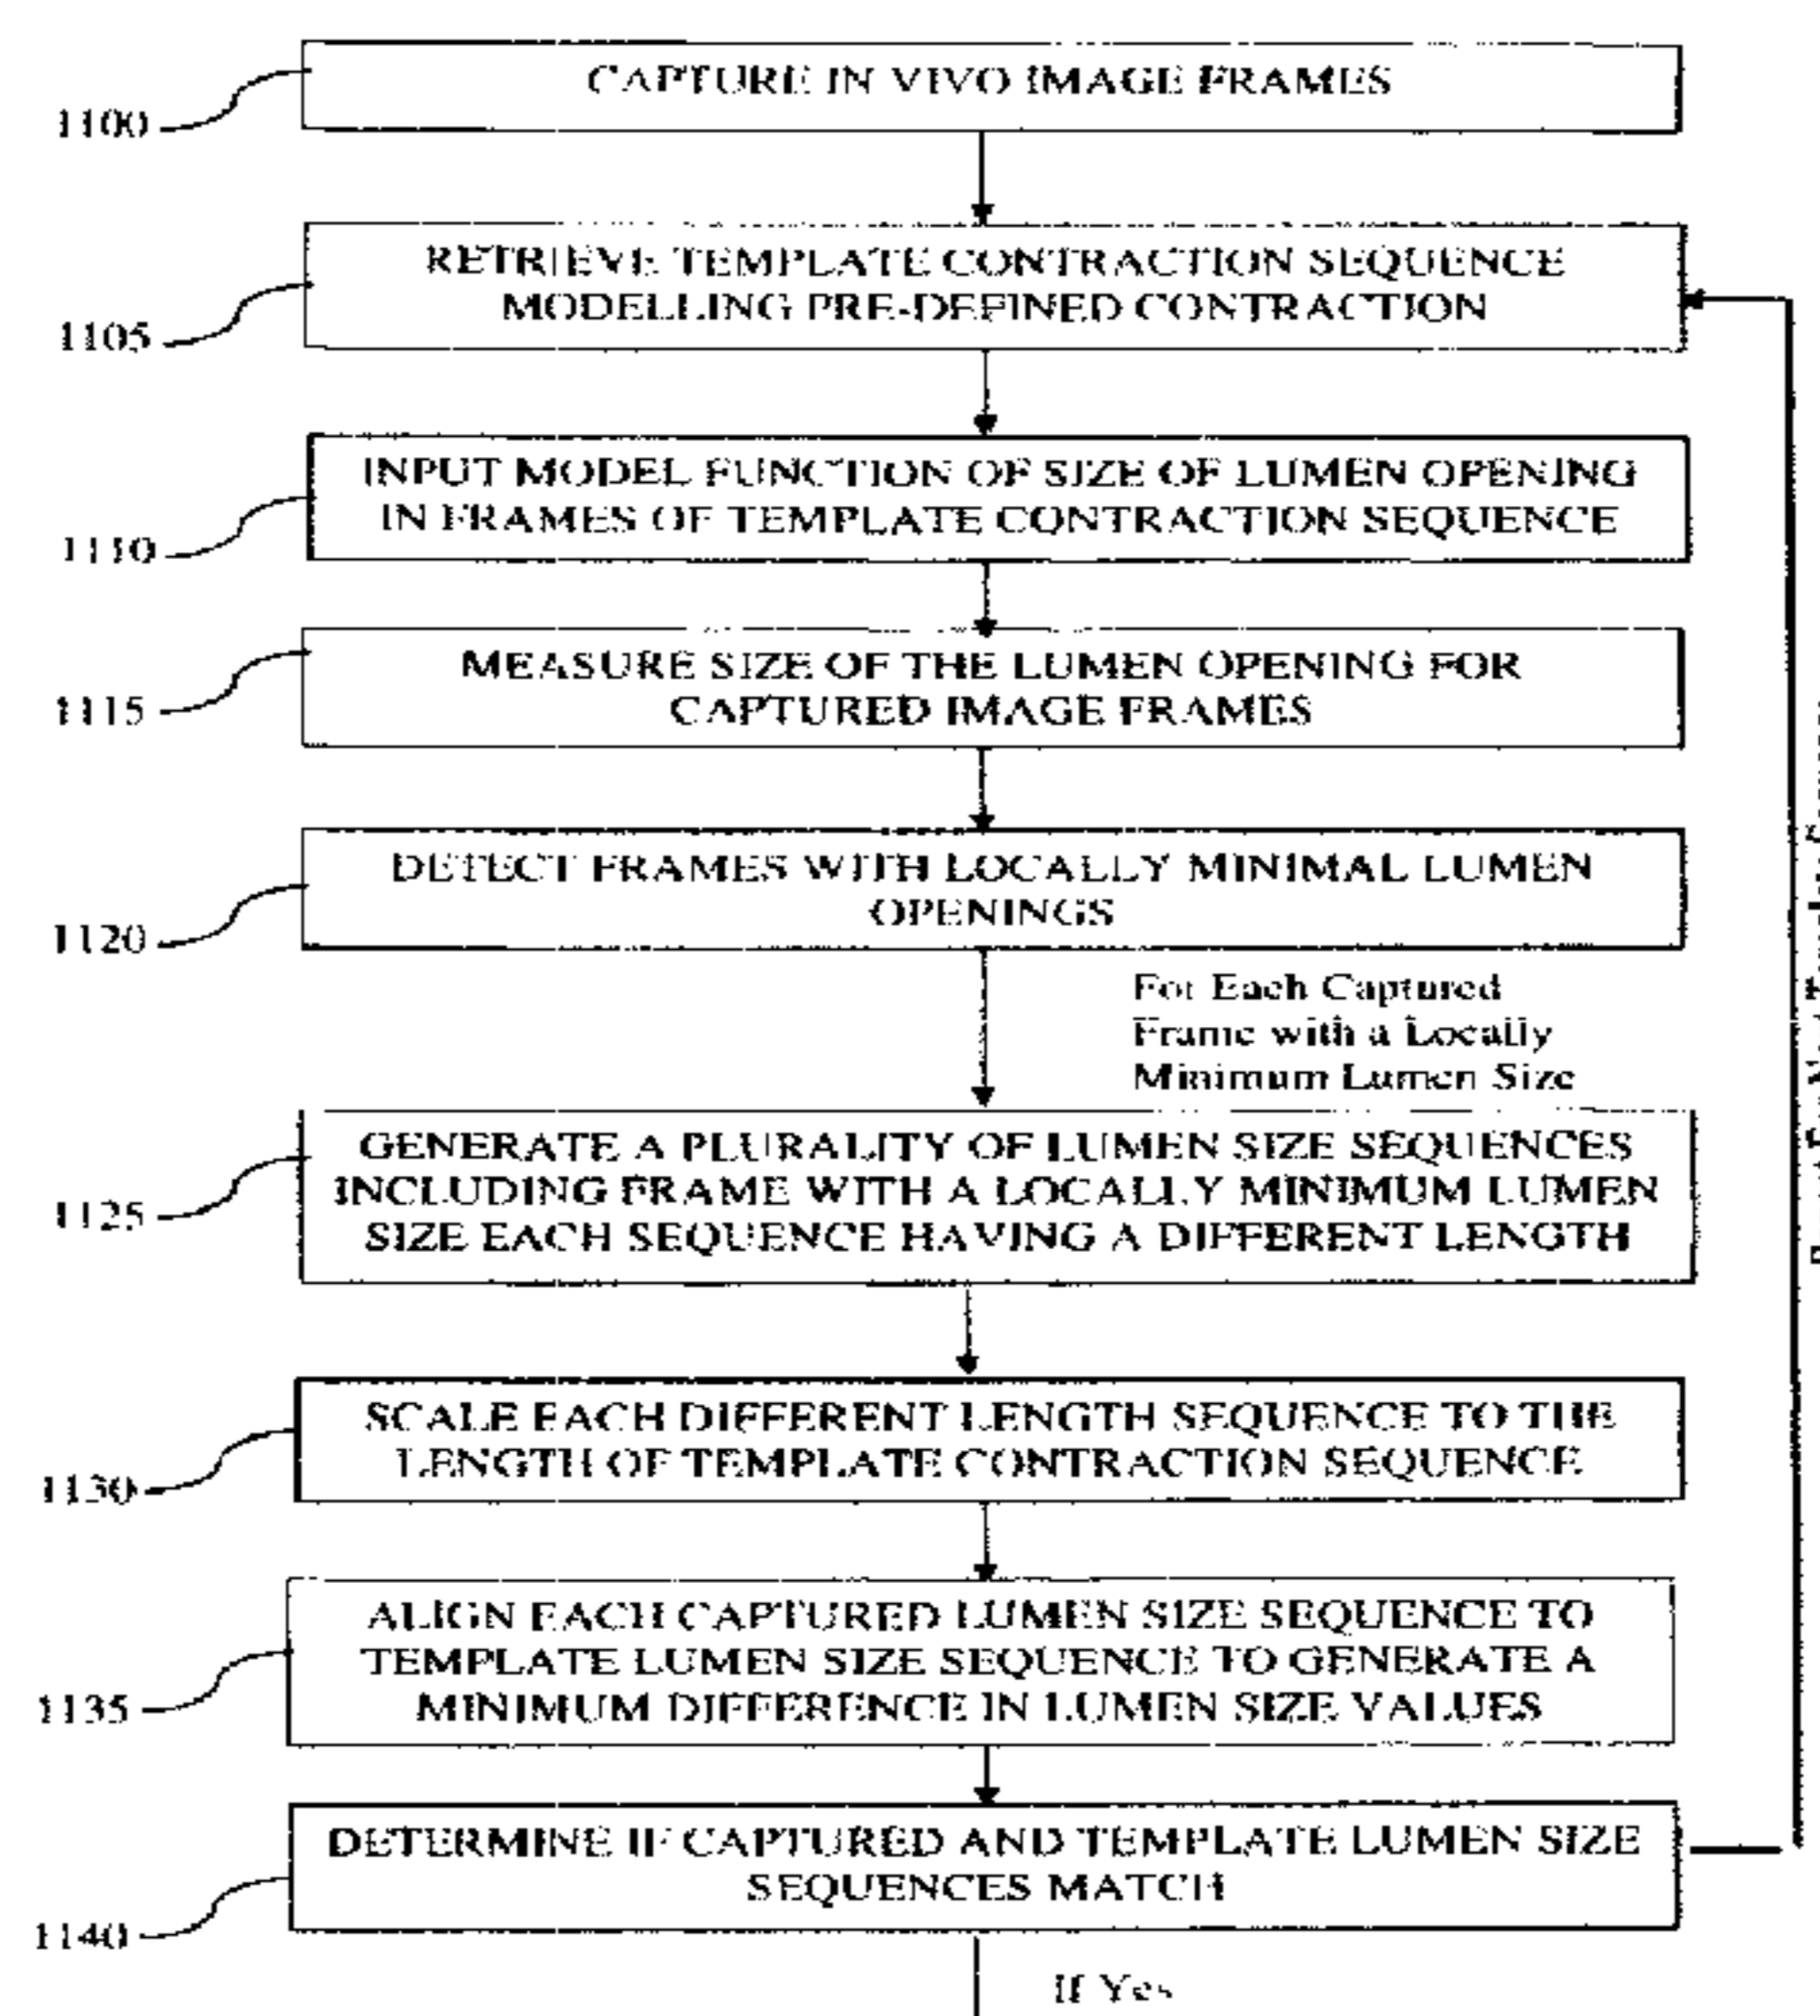 CAPTURE IN VIVO IMAGE FRAMES
1100
RETRIEVE TEMPLATE CONTRACTION SEQUENCE
MODELLING PRE-DEFINED CONTRACTION
1105
INPUT MODEL FUNCTION OF SIZE OF LUMEN OPENING
IN FRAMES OF TEMPLATE CONTRACTION SEQUENCE
1110
MEASURE SIZE OF THE LUMEN OPENING FOR
CAPTURED IMAGE FRAMES
1115
DETECT FRAMES WITH LOCALLY MINIMAL LUMEN
OPENINGS
1120
For Each Captured
Frame with a Locally
Minimum Lumen Size
GENERATE A PLURALITY OF LUMEN SIZE SEQUENCES
INCLUDING FRAME WITH A LOCALLY MINIMUM LUMEN
SIZE EACH SEQUENCE HAVING A DIFFERENT LENGTH
1125
SCALE EACH DIFFERENT LENGTH SEQUENCE TO THE
LENGTH OF TEMPLATE CONTRACTION SEQUENCE
1130
ALIGN EACH CAPTURED LUMEN SIZE SEQUENCE TO
TEMPLATE LUMEN SIZE SEQUENCE TO GENERATE A
MINIMUM DIFFERENCE IN LUMEN SIZE VALUES
1135
DETERMINE IF CAPTURED AND TEMPLATE LUMEN SIZE
SEQUENCES MATCH
1140
If Yes